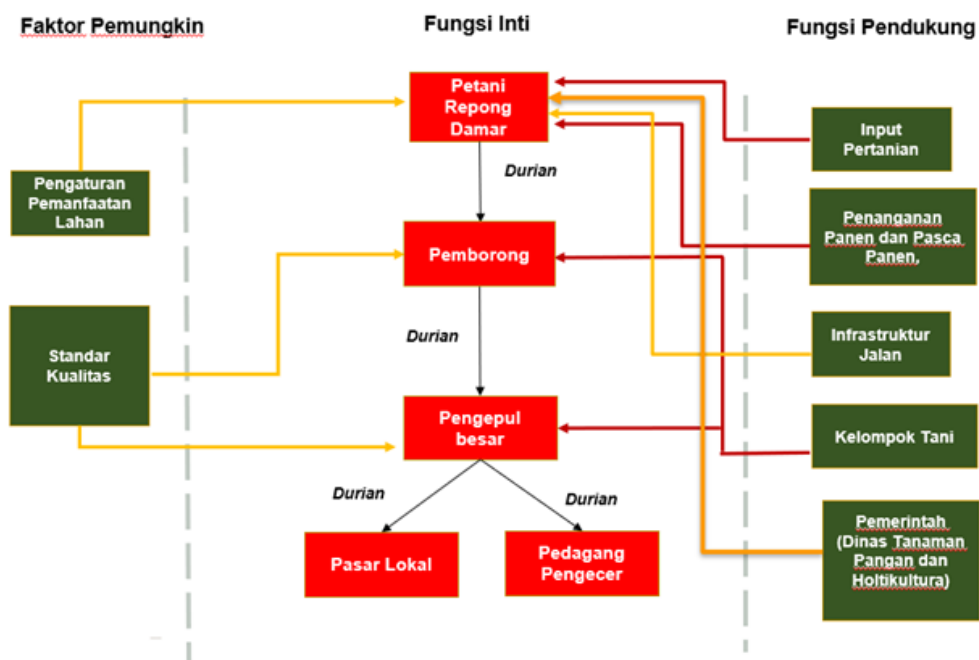 Faktor Pemungkin
Fungsi Inti
Fungsi Pendukung
Petani
Repong
Damar
Input
Pertanian
Durian
Pengaturan
Pemanfaatan
Lahan
Penanganan
Panen dan Pasca
Panen,
Pemborong
Durian
Infrastruktur
Jalan
Standar
Kualitas
Pengepul
besar
Kelompok Tani
Durian
Durian
Pasar Lokal
Pedagang
Pengecer
Pemerintah
(Dinas Tanaman
Pangan dan
Holtikultura)